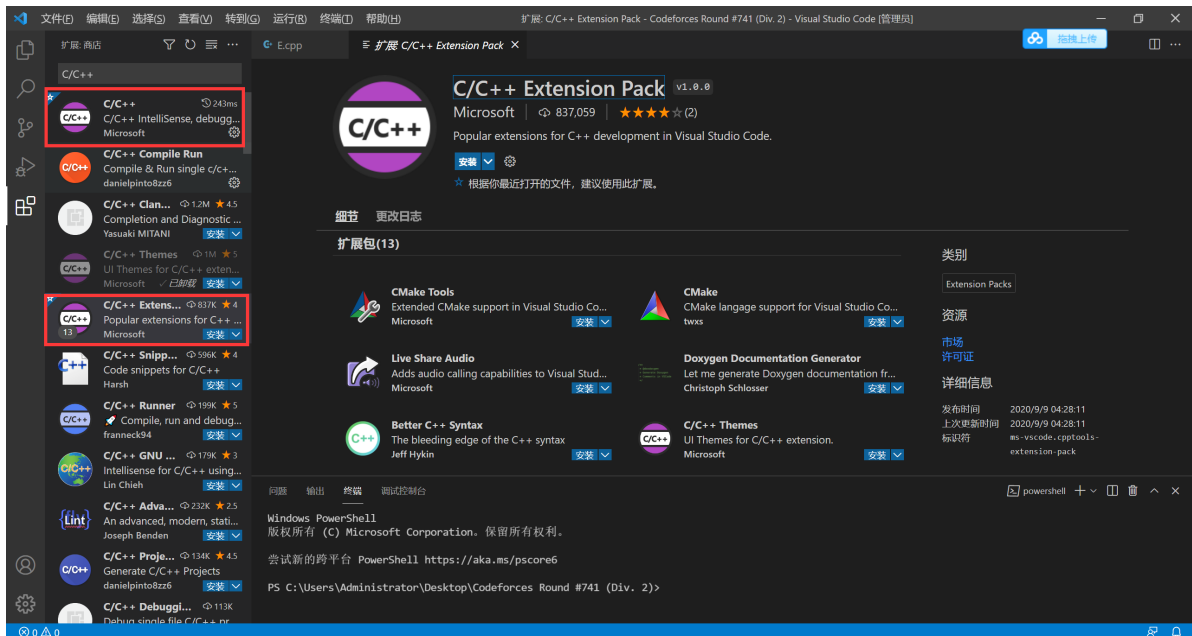 文件(F) 编辑(E) 选择(S) 查看(V) 转到(G) 运行(R) 终端(T) 帮助(H)
扩展: C/C++ Extension Pack - Codeforces Round #741 (Div. 2) - Visual Studio Code [管理员]
扩展: 商店
C/C++
C/C++ 243ms
C/C++ IntelliSense, debugg...
Microsoft
C/C++ Compile Run
Compile & Run single c/c+...
danielpinto8zz6
C/C++ Clan... 1.2M 4.5
Completion and Diagnostic ...
Yasuaki MITANI 安装
C/C++ Themes 1M 5
UI Themes for C/C++ exten...
Microsoft 已卸载 安装
C/C++ Extens... 837K 4
Popular extensions for C++ ...
13
Microsoft 安装
C/C++ Snipp... 596K 4
Code snippets for C/C++
Harsh 安装
C/C++ Runner 199K 5
Compile, run and debug...
franneck94 安装
C/C++ GNU ... 179K 3
Intellisense for C/C++ using...
Lin Chieh 安装
C/C++ Adva... 232K 2.5
An advanced, modern, stati...
Joseph Benden 安装
C/C++ Proje... 134K 4.5
Generate C/C++ Projects
danielpinto8zz6 安装
C/C++ Debuggi... 113K
Debug single file C/C++ pr...
0 0
E.cpp
扩展 C/C++ Extension Pack
拖拽上传
C/C++
C/C++ Extension Pack v1.0.0
Microsoft 837,059 (2)
Popular extensions for C++ development in Visual Studio Code.
安装
根据你最近打开的文件，建议使用此扩展。
细节 更改日志
扩展包(13)
CMake Tools
Extended CMake support in Visual Studio Co...
Microsoft 安装
CMake
CMake langage support for Visual Studio Co...
twxs 安装
Live Share Audio
Adds audio calling capabilities to Visual Stud...
Microsoft 安装
Doxygen Documentation Generator
Let me generate Doxygen documentation fr...
Christoph Schlosser 安装
Better C++ Syntax
The bleeding edge of the C++ syntax
Jeff Hykin 安装
C/C++ Themes
UI Themes for C/C++ extension.
Microsoft 安装
类别
Extension Packs
资源
市场
许可证
详细信息
发布时间 2020/9/9 04:28:11
上次更新时间 2020/9/9 04:28:11
标识符 ms-vscode.cpptools-
extension-pack
问题 输出 终端 调试控制台
powershell
Windows PowerShell
版权所有 (C) Microsoft Corporation。保留所有权利。
尝试新的跨平台 PowerShell https://aka.ms/pscore6
PS C:\Users\Administrator\Desktop\Codeforces Round #741 (Div. 2)>